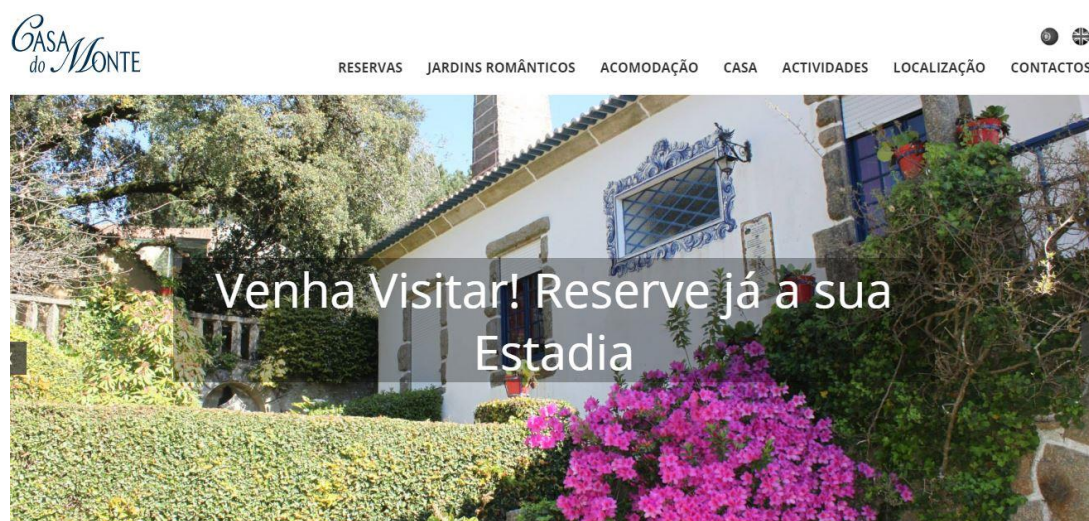 CASA
do MONTE
RESERVAS JARDINS ROMÂNTICOS ACOMODAÇÃO CASA ACTIVIDADES LOCALIZAÇÃO CONTACTOS
Venha Visitar! Reserve já a sua
Estadia